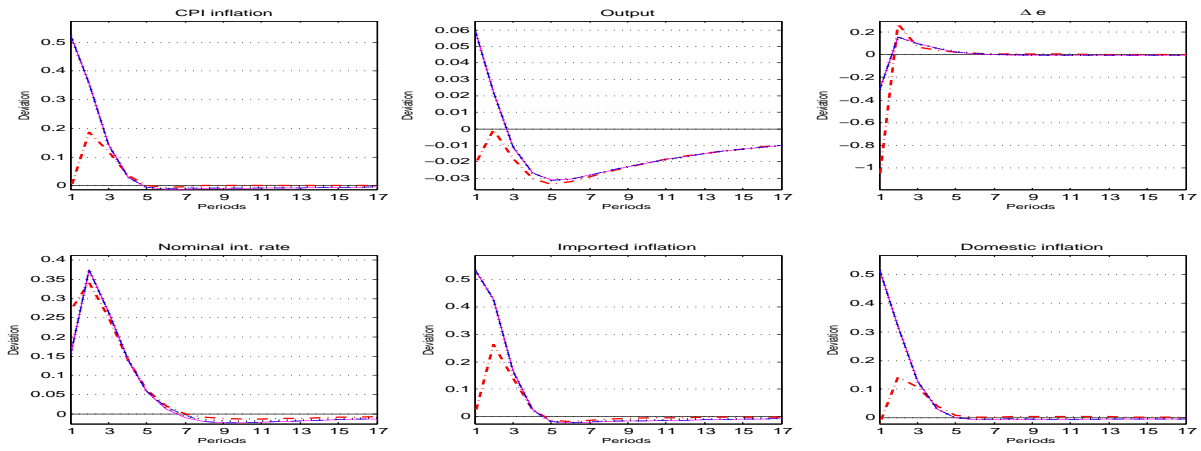 CPI inflation
Output
Δ e
Deviation
0.5
0.4
0.3
0.2
0.1
0
1 3 5 7 9 11 13 15 17
Periods
Deviation
0.06
0.05
0.04
0.03
0.02
0.01
0
−0.01
−0.02
−0.03
1 3 5 7 9 11 13 15 17
Periods
Deviation
0.2
0
−0.2
−0.4
−0.6
−0.8
−1
1 3 5 7 9 11 13 15 17
Periods
Nominal int. rate
Imported inflation
Domestic inflation
Deviation
0.4
0.35
0.3
0.25
0.2
0.15
0.1
0.05
0
1 3 5 7 9 11 13 15 17
Periods
Deviation
0.5
0.4
0.3
0.2
0.1
0
1 3 5 7 9 11 13 15 17
Periods
Deviation
0.5
0.4
0.3
0.2
0.1
0
1 3 5 7 9 11 13 15 17
Periods